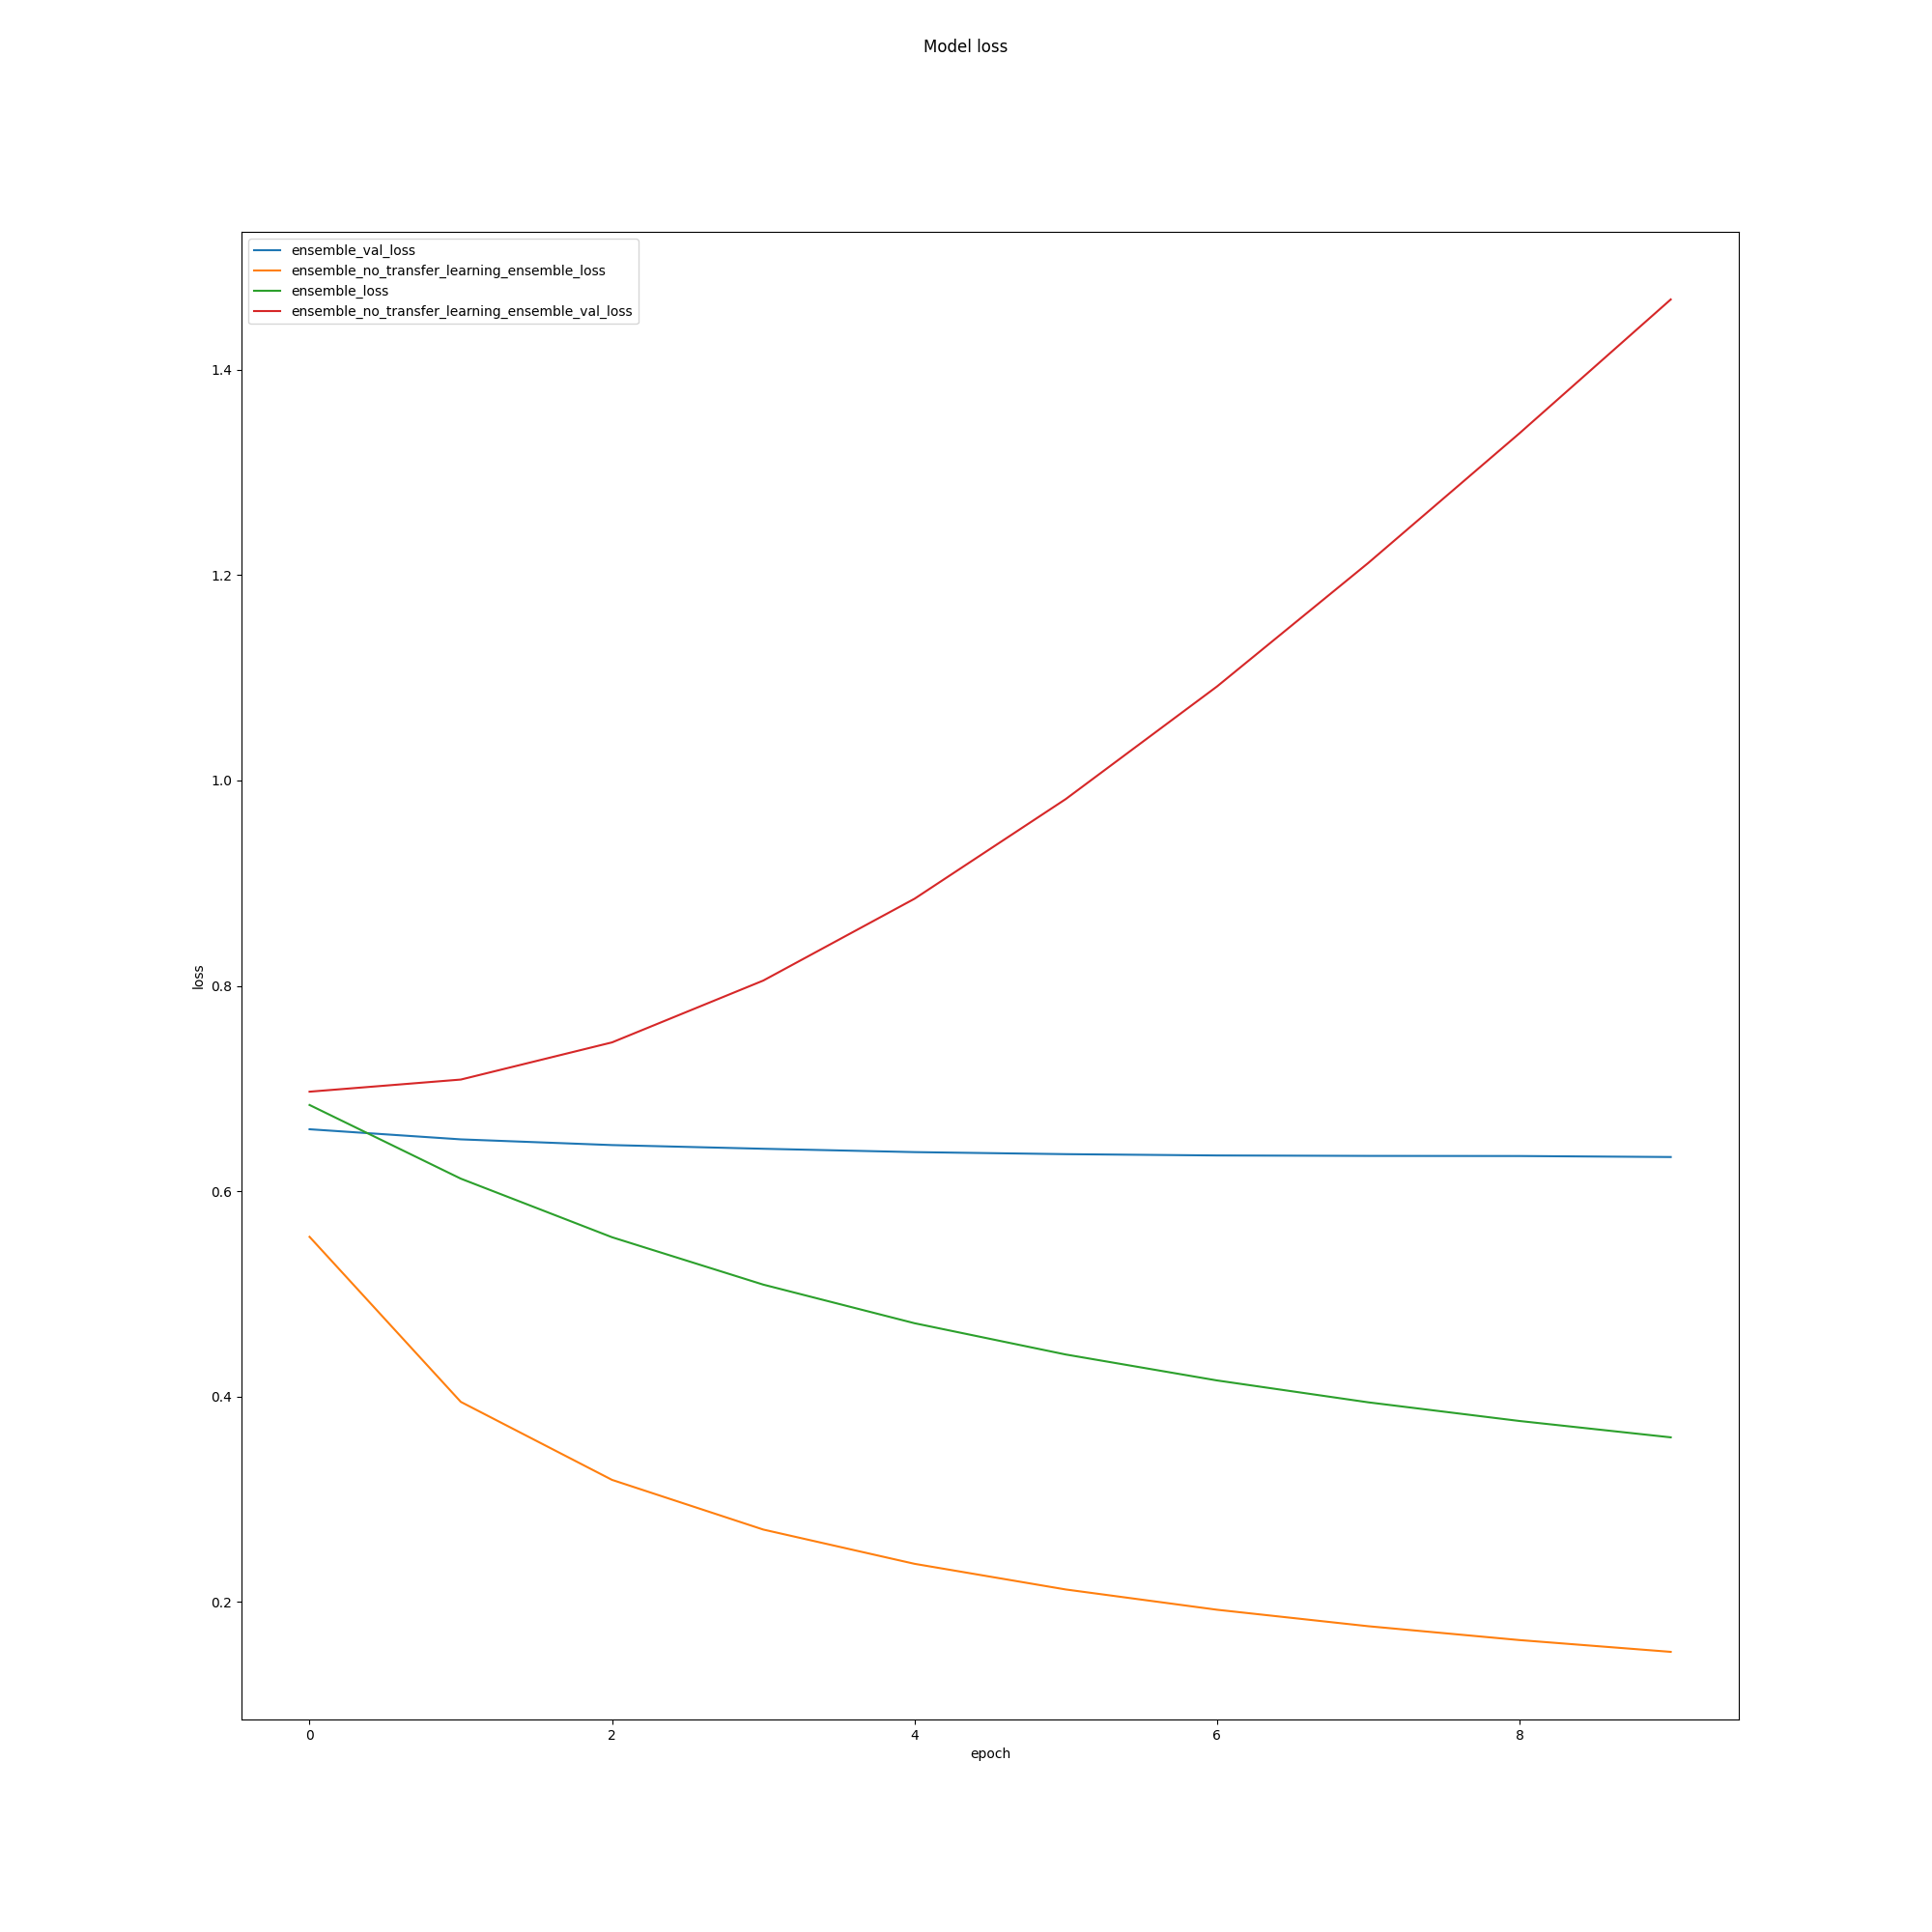 Model loss
ensemble_val_loss
ensemble_no_transfer_learning_ensemble_loss
ensemble_loss
ensemble_no_transfer_learning_ensemble_val_loss
1.4
1.2
1.0
0.8
0.6
0.4
0.2
loss
0 2 4 6 8
epoch